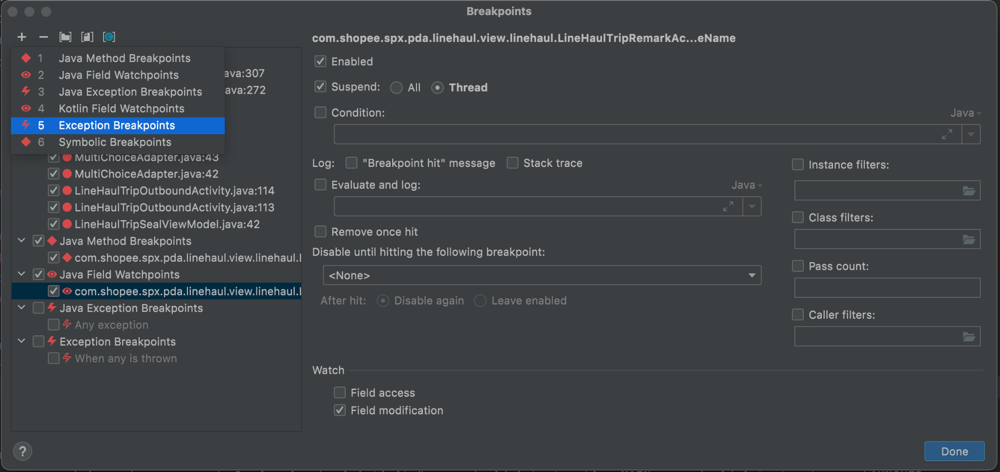 Breakpoints
1 Java Method Breakpoints
2 Java Field Watchpoints
3 Java Exception Breakpoints
4 Kotlin Field Watchpoints
5 Exception Breakpoints
6 Symbolic Breakpoints
ava:307
ava:272
MultiChoiceAdapter.java:43
MultiChoiceAdapter.java:42
LineHaulTripOutboundActivity.java:114
LineHaulTripOutboundActivity.java:113
LineHaulTripSealViewModel.java:42
Java Method Breakpoints
com.shopee.spx.pda.linehaul.view.linehaul.
Java Field Watchpoints
com.shopee.spx.pda.linehaul.view.linehaul.
Java Exception Breakpoints
Any exception
Exception Breakpoints
When any is thrown
com.shopee.spx.pda.linehaul.view.linehaul.LineHaulTripRemarkAc...eName
Enabled
Suspend: All Thread
Condition: Java
Log: "Breakpoint hit" message Stack trace
Evaluate and log: Java
Remove once hit
Disable until hitting the following breakpoint:
<None>
After hit: Disable again Leave enabled
Instance filters:
Class filters:
Pass count:
Caller filters:
Watch
Field access
Field modification
?
Done